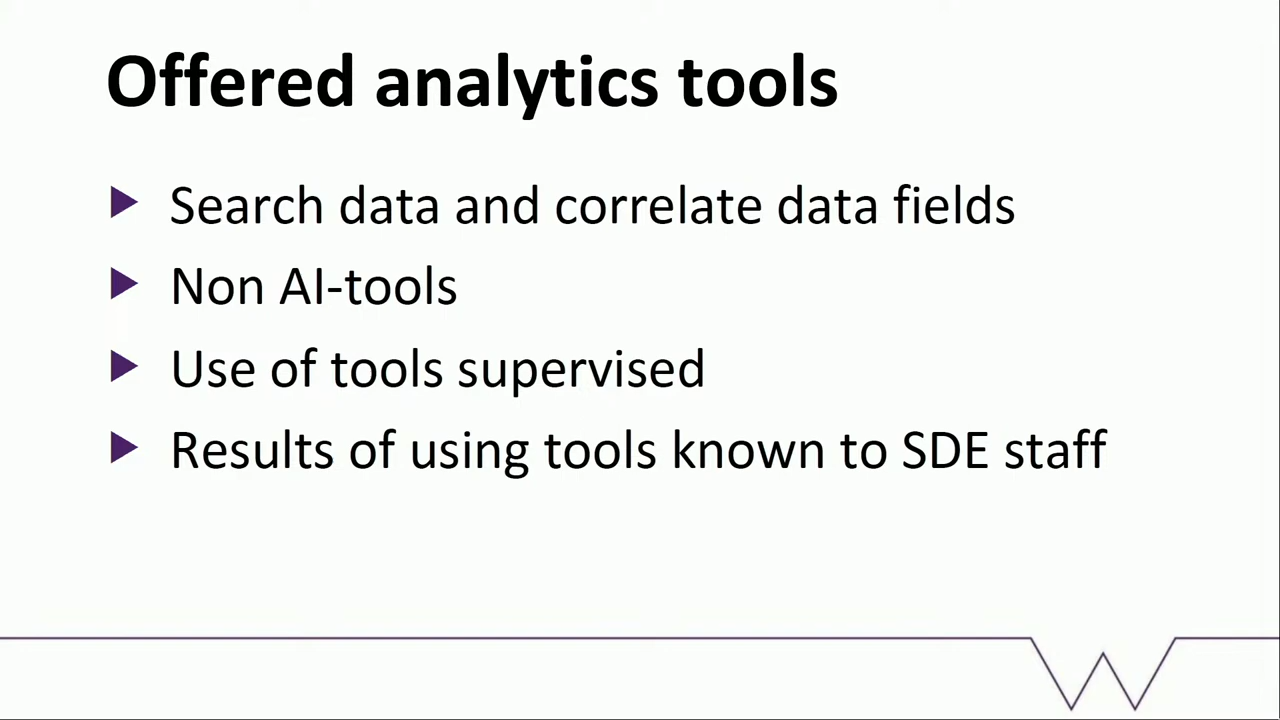 Offered analytics tools
Search data and correlate data fields
Non AI-tools
Use of tools supervised
Results of using tools known to SDE staff